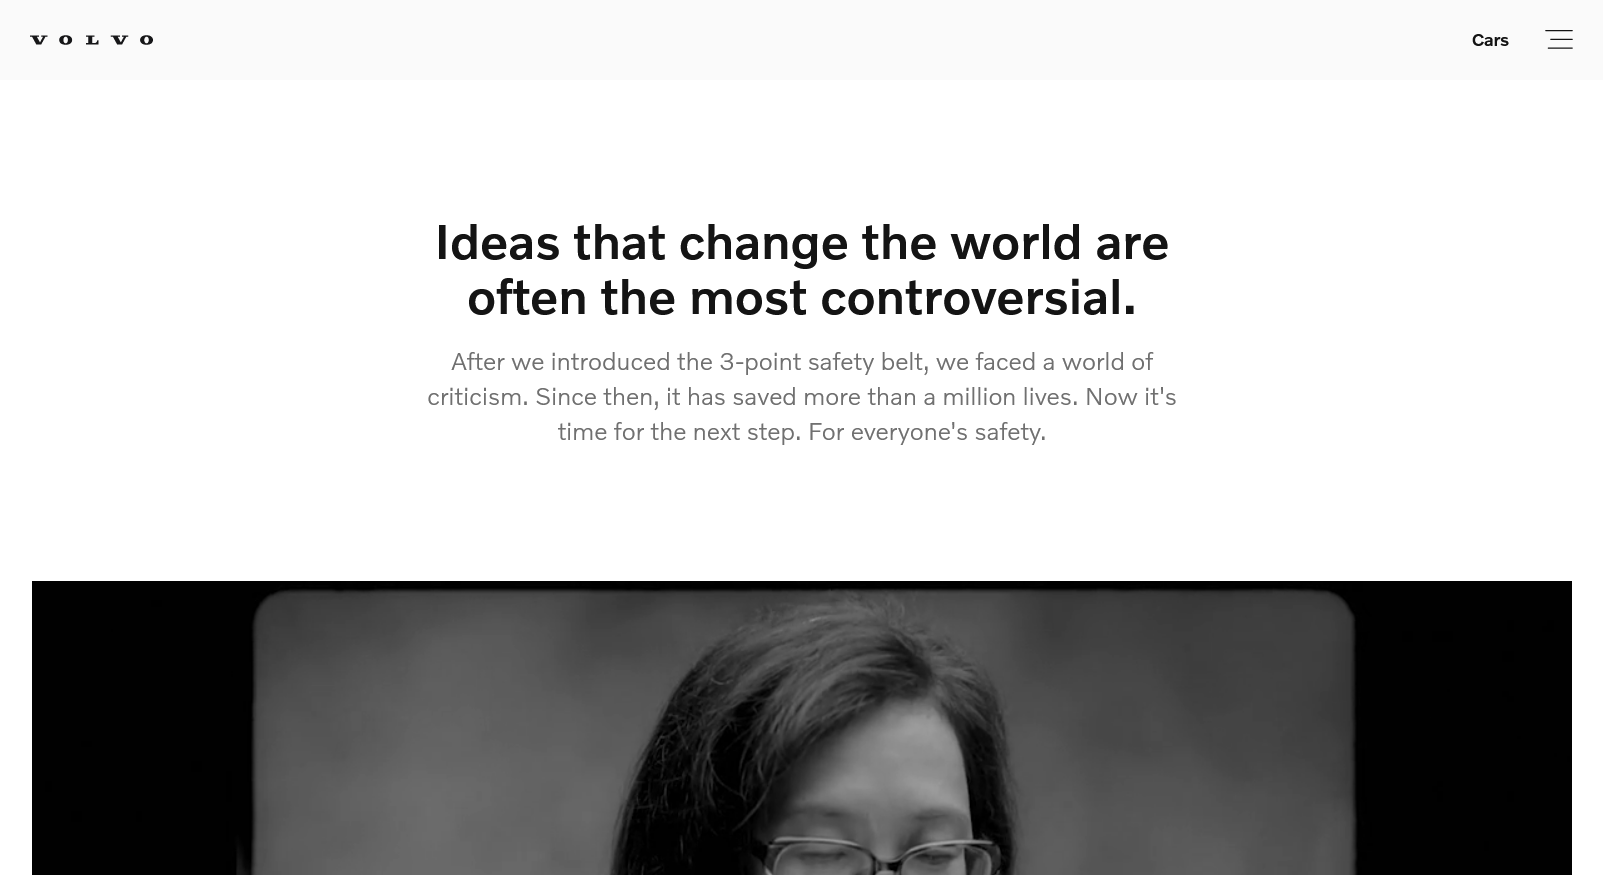 VOLVO
Cars
Ideas that change the world are
often the most controversial.
After we introduced the 3-point safety belt, we faced a world of
criticism. Since then, it has saved more than a million lives. Now it's
time for the next step. For everyone's safety.